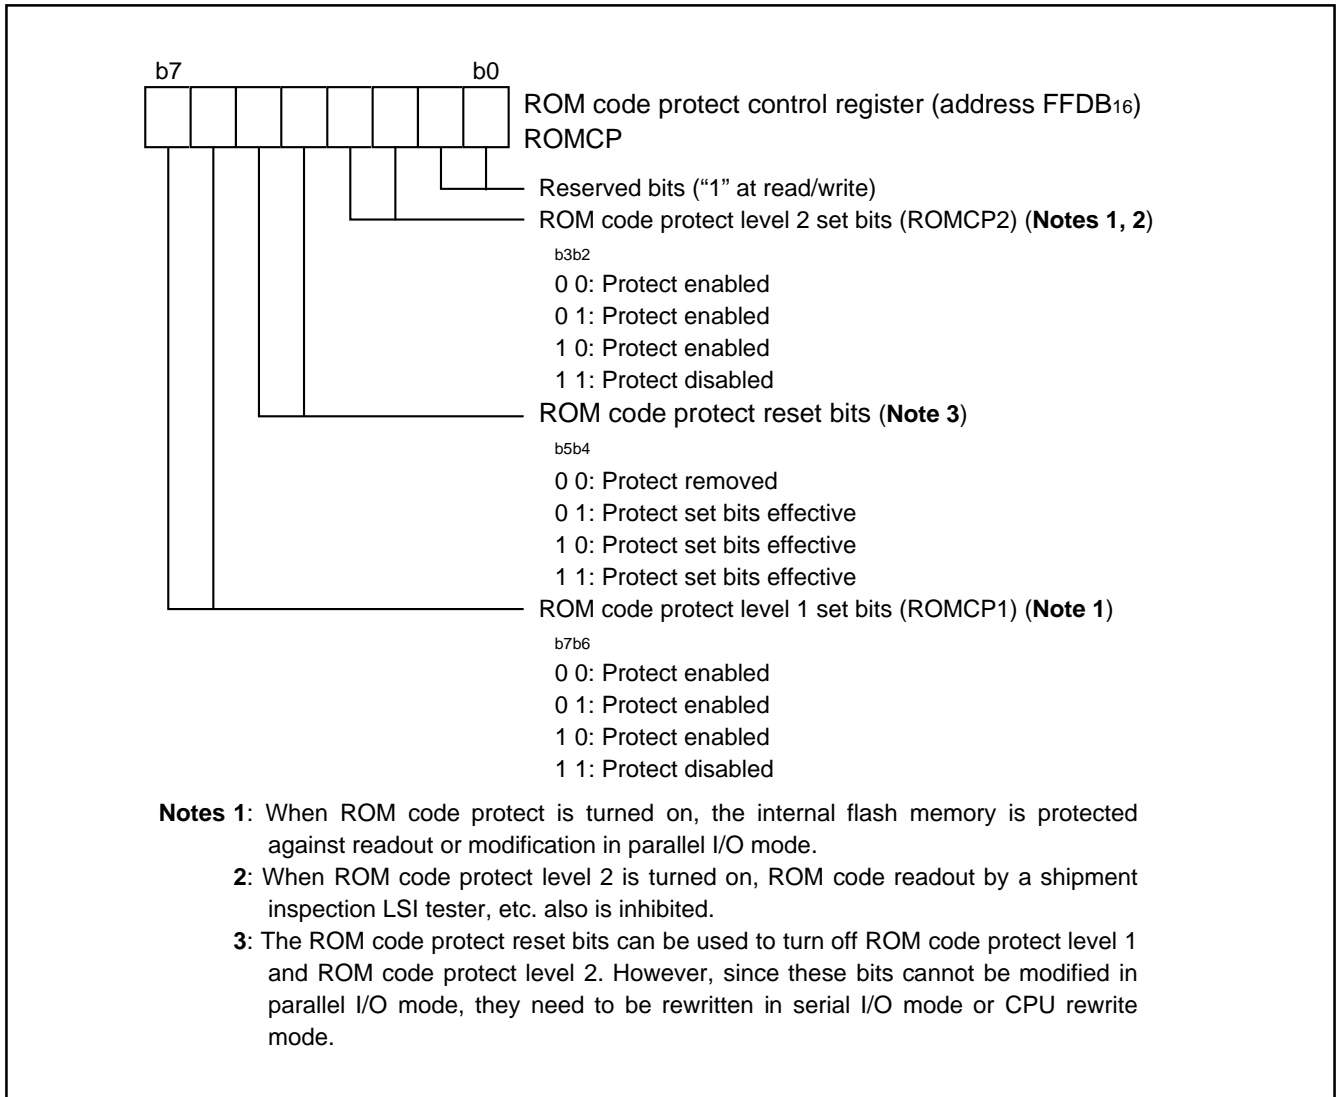 b7 b0
ROM code protect control register (address FFDB16)
ROMCP
Reserved bits (“1” at read/write)
ROM code protect level 2 set bits (ROMCP2) (Notes 1, 2)
b3b2
0 0: Protect enabled
0 1: Protect enabled
1 0: Protect enabled
1 1: Protect disabled
ROM code protect reset bits (Note 3)
b5b4
0 0: Protect removed
0 1: Protect set bits effective
1 0: Protect set bits effective
1 1: Protect set bits effective
ROM code protect level 1 set bits (ROMCP1) (Note 1)
b7b6
0 0: Protect enabled
0 1: Protect enabled
1 0: Protect enabled
1 1: Protect disabled
Notes 1: When ROM code protect is turned on, the internal flash memory is protected
against readout or modification in parallel I/O mode.
2: When ROM code protect level 2 is turned on, ROM code readout by a shipment
inspection LSI tester, etc. also is inhibited.
3: The ROM code protect reset bits can be used to turn off ROM code protect level 1
and ROM code protect level 2. However, since these bits cannot be modified in
parallel I/O mode, they need to be rewritten in serial I/O mode or CPU rewrite
mode.